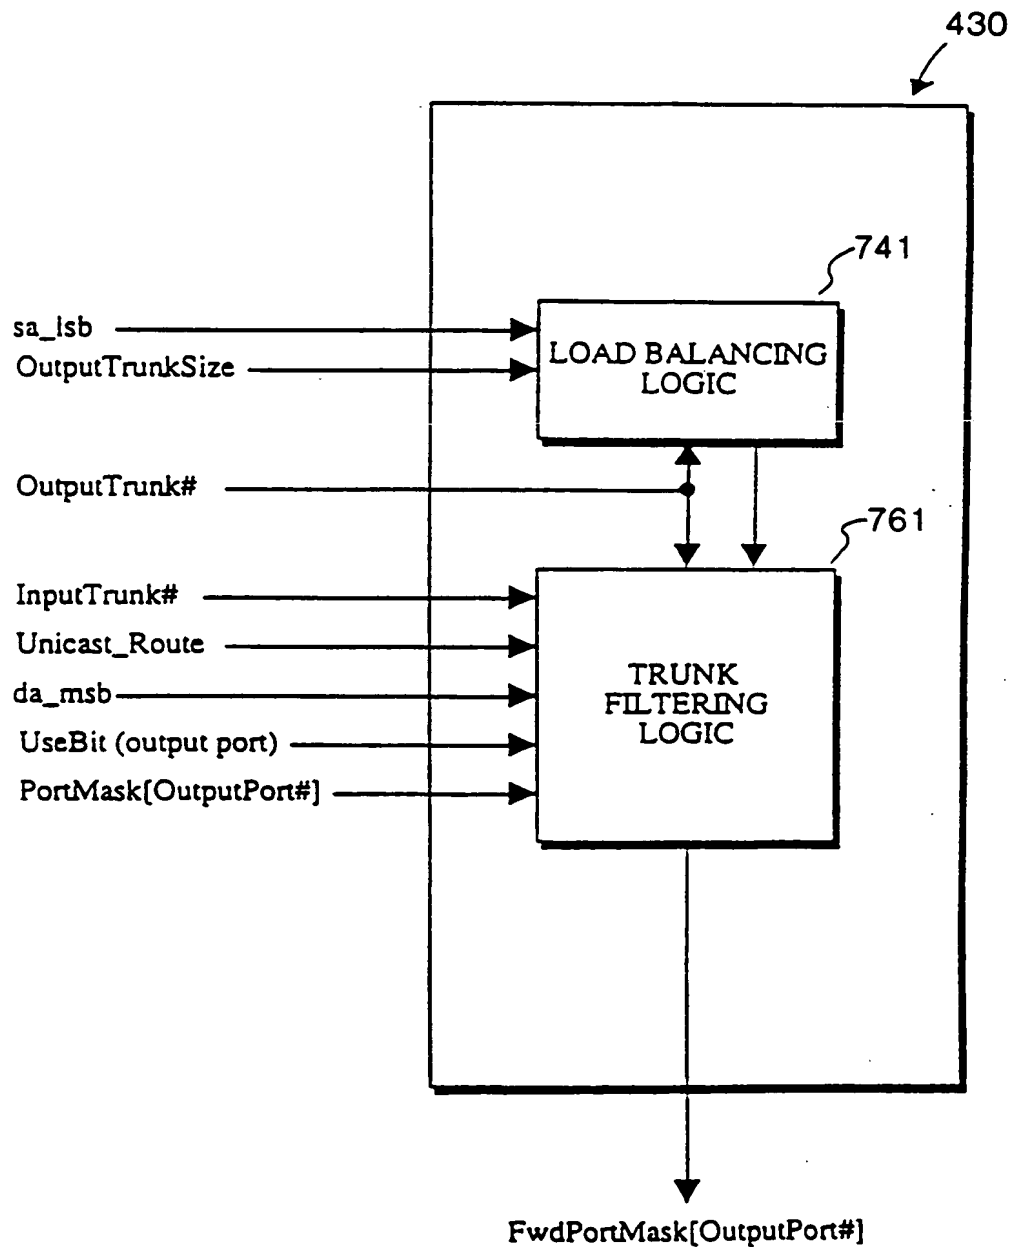 430
741
sa_lsb
OutputTrunkSize
LOAD BALANCING
LOGIC
OutputTrunk#
761
InputTrunk#
Unicast_Route
da_msb
UseBit (output port)
PortMask[OutputPort#]
TRUNK
FILTERING
LOGIC
FwdPortMask[OutputPort#]